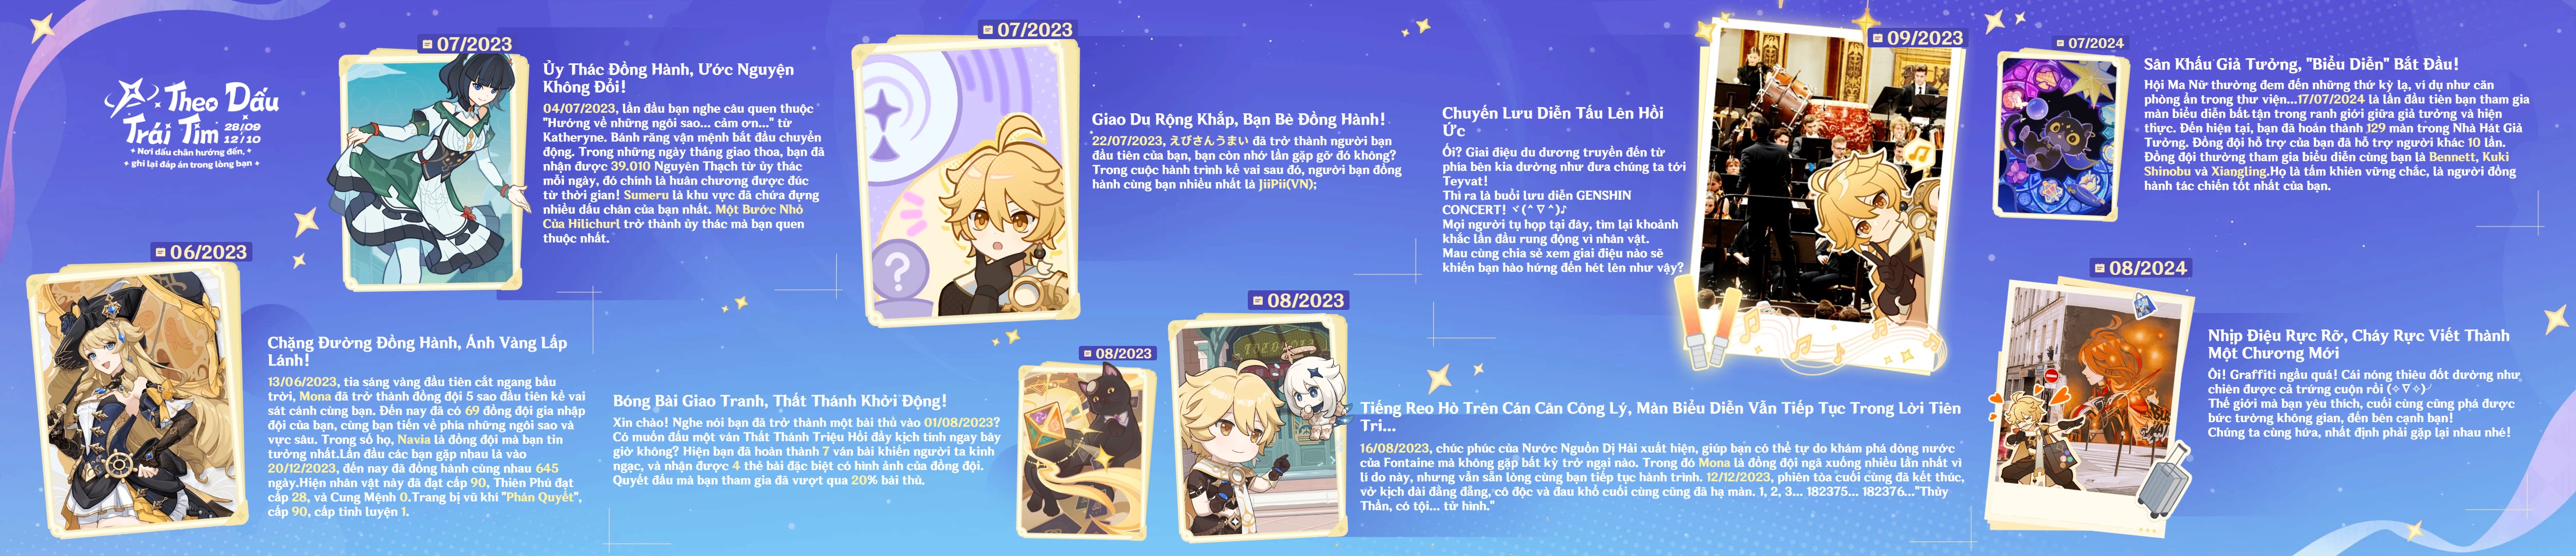 Theo Dấu
Trái Tim
28/09
12/10
Nơi dấu chân hướng đến,
ghi lại đáp án trong lòng bạn
06/2023
Chặng Đường Đồng Hành, Ánh Vàng Lấp
Lánh!
13/06/2023, tia sáng vàng đầu tiên cắt ngang bầu
trời, Mona đã trở thành đồng đội 5 sao đầu tiên kề vai
sát cánh cùng bạn. Đến nay đã có 69 đồng đội gia nhập
đội của bạn, cùng bạn tiến về phía những ngôi sao và
vực sâu. Trong số họ, Navia là đồng đội mà bạn tin
tưởng nhất.Lần đầu các bạn gặp nhau là vào
20/12/2023, đến nay đã đồng hành cùng nhau 645
ngày.Hiện nhân vật này đã đạt cấp 90, Thiên Phú đạt
cấp 28, và Cung Mệnh 0.Trang bị vũ khí "Phán Quyết",
cấp 90, cấp tinh luyện 1.
07/2023
Ủy Thác Đồng Hành, Ước Nguyện
Không Đổi!
04/07/2023, lần đầu bạn nghe câu quen thuộc
"Hướng về những ngôi sao... cảm ơn..." từ
Katheryne. Bánh răng vận mệnh bắt đầu chuyển
động. Trong những ngày tháng giao thoa, bạn đã
nhận được 39.010 Nguyên Thạch từ ủy thác
mỗi ngày, đó chính là huân chương được đúc
từ thời gian! Sumeru là khu vực đã chứa đựng
nhiều dấu chân của bạn nhất. Một Bước Nhỏ
Của Hilichurl trở thành ủy thác mà bạn quen
thuộc nhất.
07/2023
?
Giao Du Rộng Khắp, Bạn Bè Đồng Hành!
22/07/2023, えびさんうまい đã trở thành người bạn
đầu tiên của bạn, bạn còn nhớ lần gặp gỡ đó không?
Trong cuộc hành trình kề vai sau đó, người bạn đồng
hành cùng bạn nhiều nhất là JiiPii(VN);
08/2023
Bóng Bài Giao Tranh, Thất Thánh Khởi Động!
Xin chào! Nghe nói bạn đã trở thành một bài thủ vào 01/08/2023?
Có muốn đấu một ván Thất Thánh Triệu Hồi đầy kịch tính ngay bây
giờ không? Hiện bạn đã hoàn thành 7 ván bài khiến người ta kinh
ngạc, và nhận được 4 thẻ bài đặc biệt có hình ảnh của đồng đội.
Quyết đấu mà bạn tham gia đã vượt qua 20% bài thủ.
08/2023
Tiếng Reo Hò Trên Cán Cân Công Lý, Màn Biểu Diễn Vẫn Tiếp Tục Trong Lời Tiên
Tri...
16/08/2023, chúc phúc của Nước Nguồn Dị Hải xuất hiện, giúp bạn có thể tự do khám phá dòng nước
của Fontaine mà không gặp bất kỳ trở ngại nào. Trong đó Mona là đồng đội ngã xuống nhiều lần nhất vì
lí do này, nhưng vẫn sẵn lòng cùng bạn tiếp tục hành trình. 12/12/2023, phiên tòa cuối cùng đã kết thúc,
vở kịch dài đằng đẵng, cô độc và đau khổ cuối cùng cũng đã hạ màn. 1, 2, 3... 182375... 182376..."Thủy
Thần, có tội... tử hình."
09/2023
Chuyến Lưu Diễn Tấu Lên Hồi
Ức
Ôi? Giai điệu du dương truyền đến từ
phía bên kia dường như đưa chúng ta tới
Teyvat!
Thì ra là buổi lưu diễn GENSHIN
CONCERT! ヾ(^∇^)♪
Mọi người tụ họp tại đây, tìm lại khoảnh
khắc lần đầu rung động vì nhân vật.
Mau cùng chia sẻ xem giai điệu nào sẽ
khiến bạn hào hứng đến hét lên như vậy?
07/2024
Sân Khấu Giả Tưởng, "Biểu Diễn" Bắt Đầu!
Hội Ma Nữ thường đem đến những thứ kỳ lạ, ví dụ như căn
phòng ẩn trong thư viện...17/07/2024 là lần đầu tiên bạn tham gia
màn biểu diễn bất tận trong ranh giới giữa giả tưởng và hiện
thực. Đến hiện tại, bạn đã hoàn thành 129 màn trong Nhà Hát Giả
Tưởng. Đồng đội hỗ trợ của bạn đã hỗ trợ người khác 10 lần.
Đồng đội thường tham gia biểu diễn cùng bạn là Bennett, Kuki
Shinobu và Xiangling.Họ là tấm khiên vững chắc, là người đồng
hành tác chiến tốt nhất của bạn.
08/2024
Nhịp Điệu Rực Rỡ, Cháy Rực Viết Thành
Một Chương Mới
Ôi! Graffiti ngầu quá! Cái nóng thiêu đốt dường như
chiên được cả trứng cuộn rồi (✧∇✧)╯
Thế giới mà bạn yêu thích, cuối cùng cũng phá được
bức tường không gian, đến bên cạnh bạn!
Chúng ta cùng hứa, nhất định phải gặp lại nhau nhé!